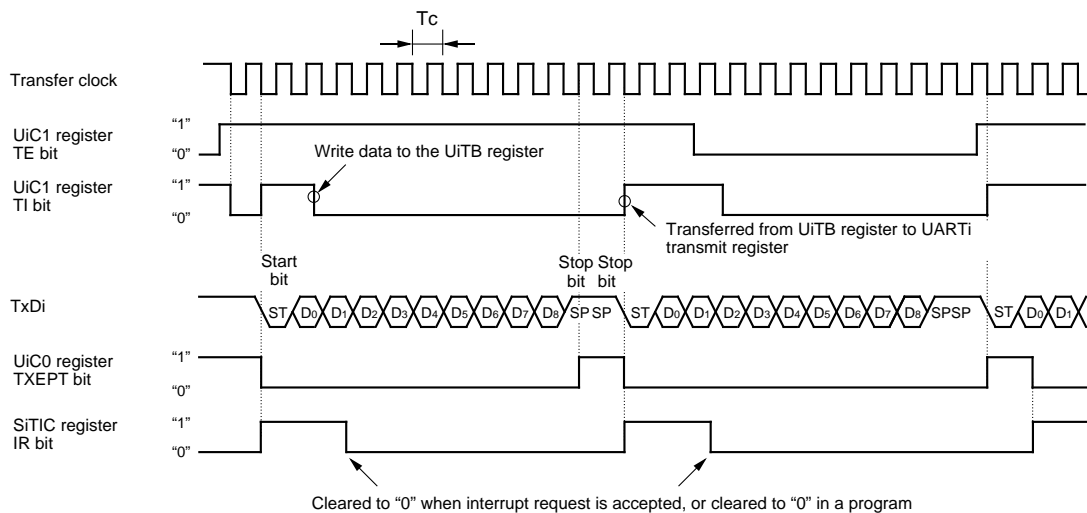 Tc
Transfer clock
UiC1 register
TE bit
“1”
“0”
Write data to the UiTB register
UiC1 register
TI bit
“1”
“0”
Transferred from UiTB register to UARTi
transmit register
Start
bit
Stop
bit
Stop
bit
TxDi
ST D0 D1 D2 D3 D4 D5 D6 D7 D8 SP SP ST D0 D1 D2 D3 D4 D5 D6 D7 D8 SPSP ST D0 D1
UiC0 register
TXEPT bit
“1”
“0”
SiTIC register
IR bit
“1”
“0”
Cleared to “0” when interrupt request is accepted, or cleared to “0” in a program